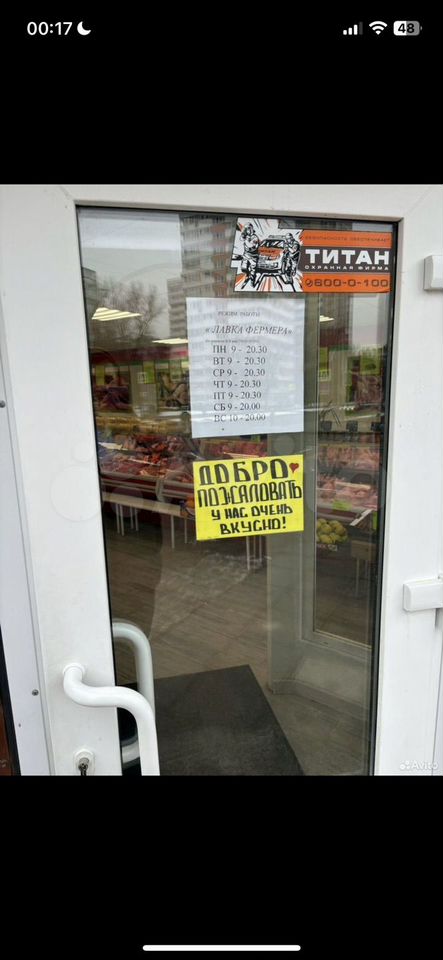 00:17
48
БЕЗОПАСНОСТЬ ОБЕСПЕЧИВАЕТ
ТИТАН
ОХРАННАЯ ФИРМА
600-0-100
РЕЖИМ РАБОТЫ
«ЛАВКА ФЕРМЕРА»
ПН 9 - 20.30
ВТ 9 - 20.30
СР 9 - 20.30
ЧТ 9 - 20.30
ПТ 9 - 20.30
СБ 9 - 20.00
ВС 10 - 20.00
ДОБРО
ПОЖАЛОВАТЬ
У НАС ОЧЕНЬ
ВКУСНО!
Avito